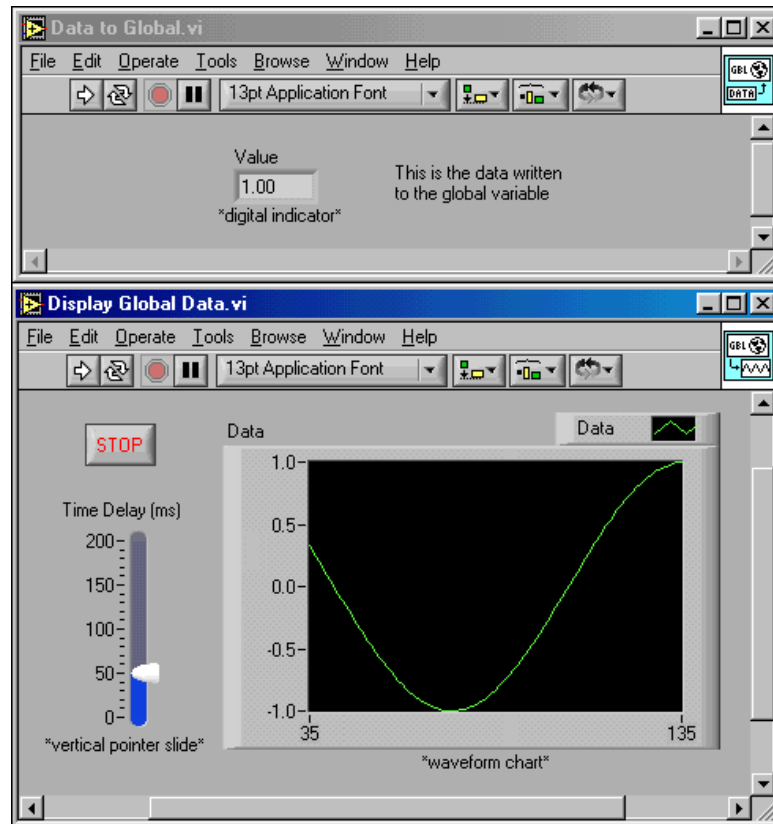 Data to Global.vi
File Edit Operate Tools Browse Window Help
13pt Application Font
GBL
DATA
Value
1.00
*digital indicator*
This is the data written
to the global variable
Display Global Data.vi
File Edit Operate Tools Browse Window Help
13pt Application Font
GBL
STOP
Data
Data
Time Delay (ms)
200
150
100
50
0
*vertical pointer slide*
1.0
0.5
0.0
-0.5
-1.0
35
135
*waveform chart*